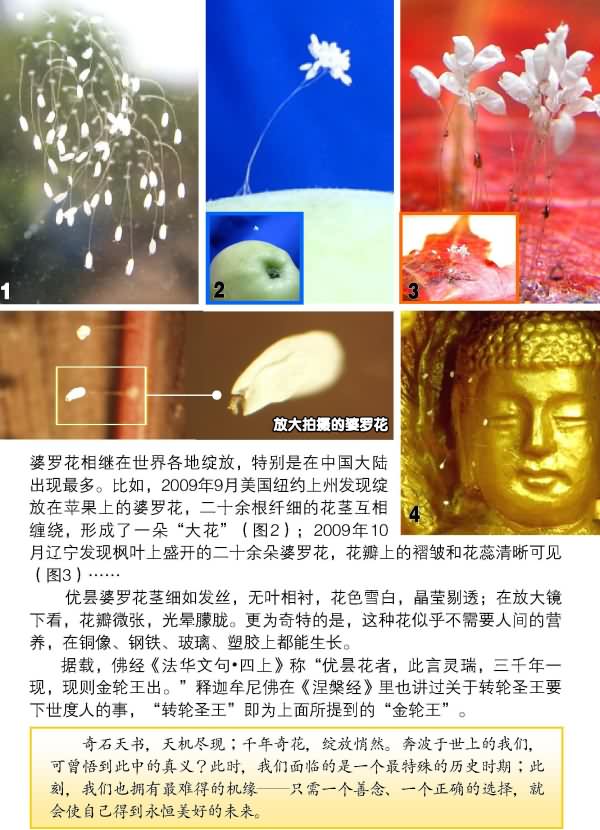 1
2
3
放大拍摄的婆罗花
4
婆罗花相继在世界各地绽放，特别是在中国大陆
出现最多。比如，2009年9月美国纽约上州发现绽
放在苹果上的婆罗花，二十余根纤细的花茎互相
缠绕，形成了一朵“大花”（图2）；2009年10
月辽宁发现枫叶上盛开的二十余朵婆罗花，花瓣上的褶皱和花蕊清晰可见
（图3）……
优昙婆罗花茎细如发丝，无叶相衬，花色雪白，晶莹剔透；在放大镜
下看，花瓣微张，光晕朦胧。更为奇特的是，这种花似乎不需要人间的营
养，在铜像、钢铁、玻璃、塑胶上都能生长。
据载，佛经《法华文句•四上》称“优昙花者，此言灵瑞，三千年一
现，现则金轮王出。”释迦牟尼佛在《涅槃经》里也讲过关于转轮圣王要
下世度人的事，“转轮圣王”即为上面所提到的“金轮王”。
奇石天书，天机尽现；千年奇花，绽放悄然。奔波于世上的我们，
可曾悟到此中的真义？此时，我们面临的是一个最特殊的历史时期；此
刻，我们也拥有最难得的机缘——只需一个善念、一个正确的选择，就
会使自己得到永恒美好的未来。